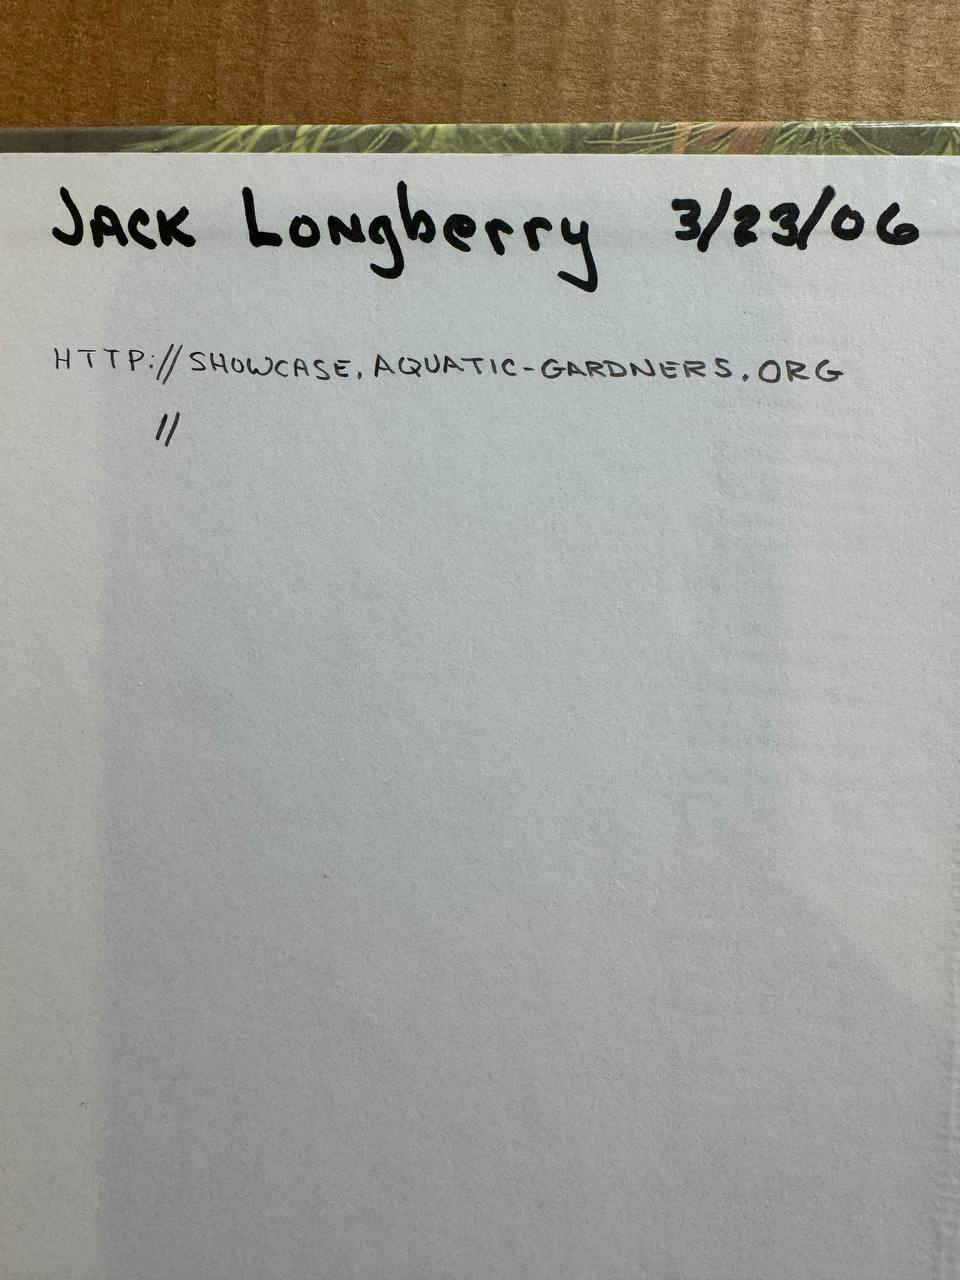 JACK Longberry 3/23/06
HTTP://SHOWCASE.AQUATIC-GARDNERS.ORG
//